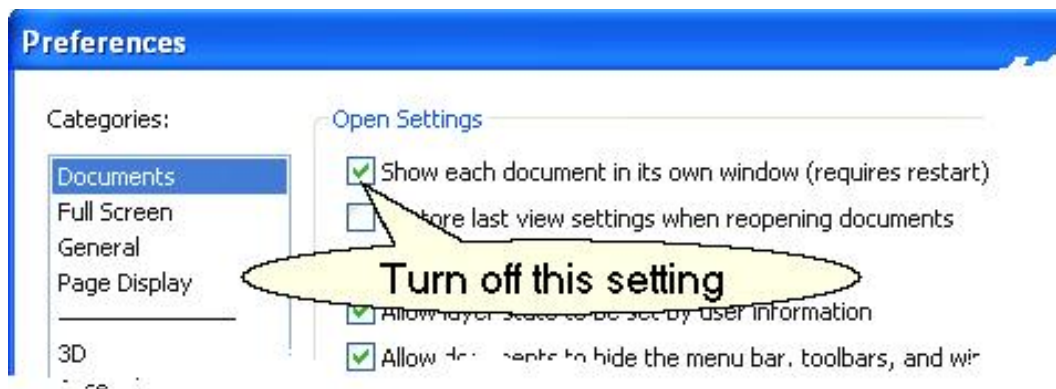 Preferences
Categories:
Documents
Full Screen
General
Page Display
3D
Open Settings
Show each document in its own window (requires restart)
last view settings when reopening documents
Turn off this setting
Allow layer state to be set by user information
Allow to hide the menu bar, toolbars, and